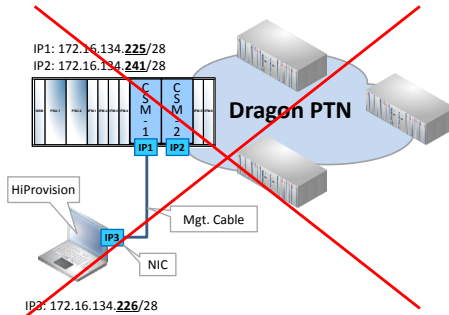 IP1: 172.16.134.225/28
IP2: 172.16.134.241/28
CSM-1
CSM-2
IP1
IP2
Dragon PTN
HiProvision
Mgt. Cable
IP3
NIC
IP3: 172.16.134.226/28